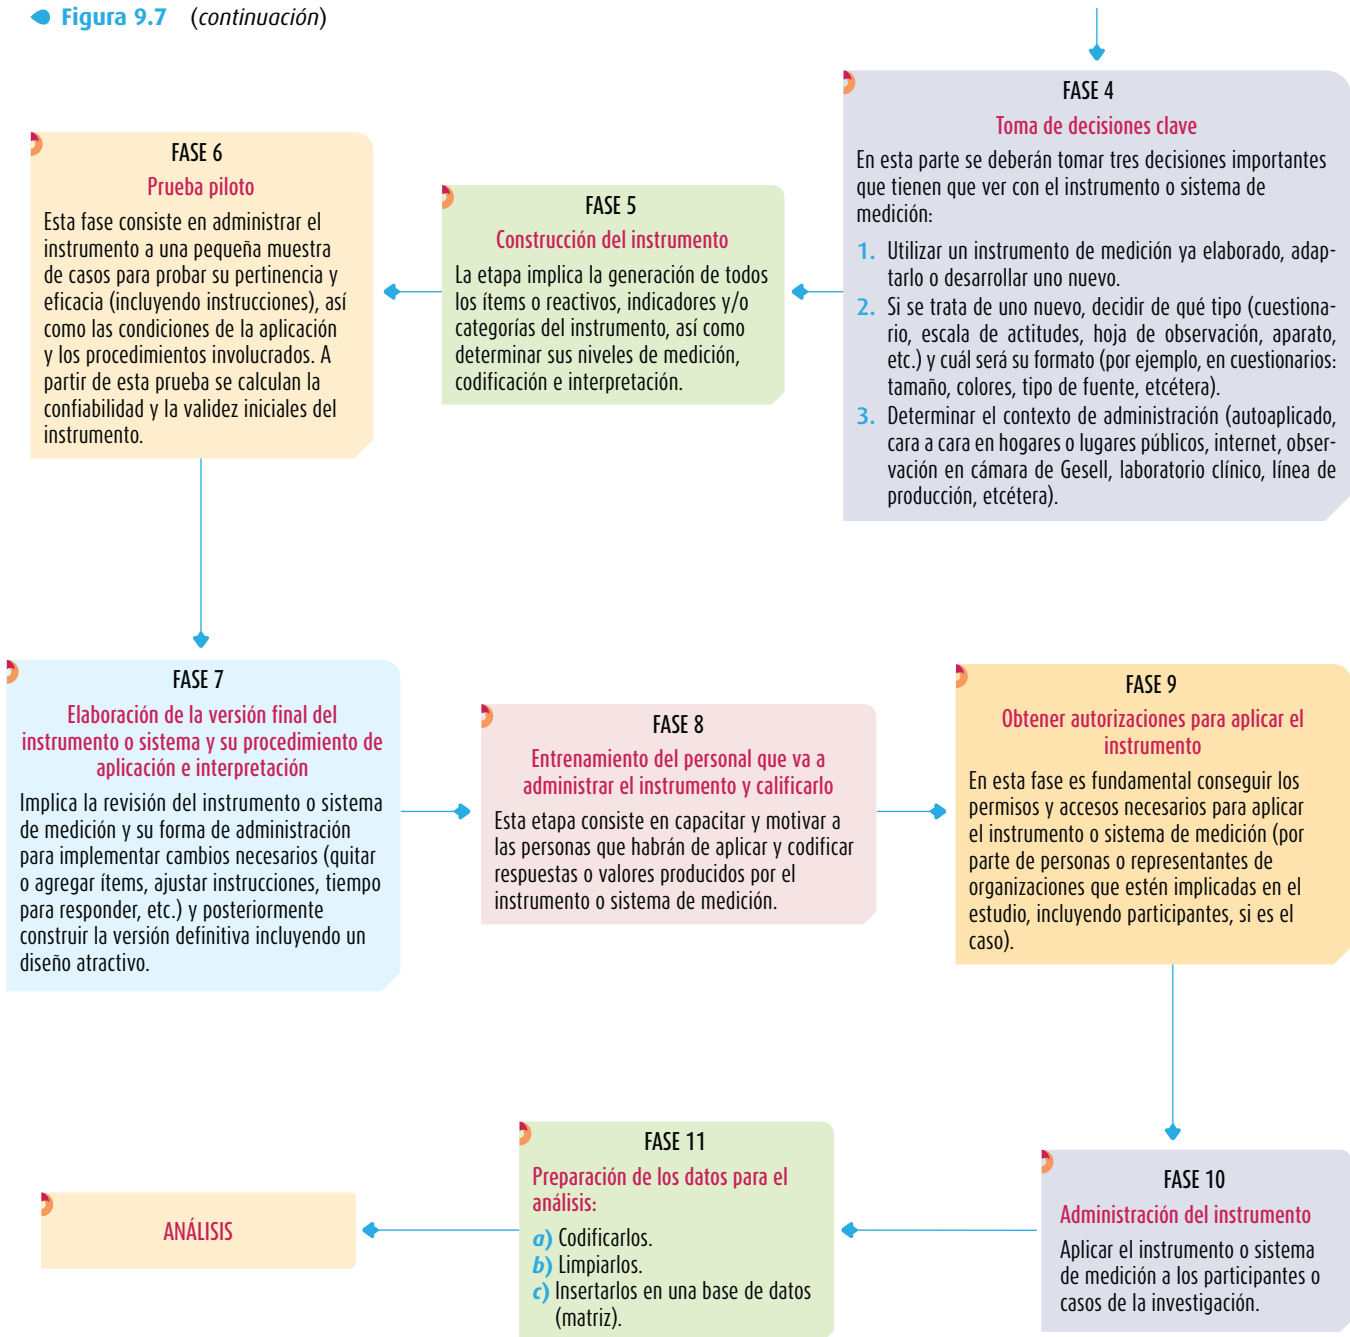 Figura 9.7 (continuación)
FASE 4
Toma de decisiones clave
En esta parte se deberán tomar tres decisiones importantes
que tienen que ver con el instrumento o sistema de
medición:
1. Utilizar un instrumento de medición ya elaborado, adap-
tarlo o desarrollar uno nuevo.
2. Si se trata de uno nuevo, decidir de qué tipo (cuestiona-
rio, escala de actitudes, hoja de observación, aparato,
etc.) y cuál será su formato (por ejemplo, en cuestionarios:
tamaño, colores, tipo de fuente, etcétera).
3. Determinar el contexto de administración (autoaplicado,
cara a cara en hogares o lugares públicos, internet, obser-
vación en cámara de Gesell, laboratorio clínico, línea de
producción, etcétera).
FASE 5
Construcción del instrumento
La etapa implica la generación de todos
los ítems o reactivos, indicadores y/o
categorías del instrumento, así como
determinar sus niveles de medición,
codificación e interpretación.
FASE 6
Prueba piloto
Esta fase consiste en administrar el
instrumento a una pequeña muestra
de casos para probar su pertinencia y
eficacia (incluyendo instrucciones), así
como las condiciones de la aplicación
y los procedimientos involucrados. A
partir de esta prueba se calculan la
confiabilidad y la validez iniciales del
instrumento.
FASE 7
Elaboración de la versión final del
instrumento o sistema y su procedimiento de
aplicación e interpretación
Implica la revisión del instrumento o sistema
de medición y su forma de administración
para implementar cambios necesarios (quitar
o agregar ítems, ajustar instrucciones, tiempo
para responder, etc.) y posteriormente
construir la versión definitiva incluyendo un
diseño atractivo.
FASE 8
Entrenamiento del personal que va a
administrar el instrumento y calificarlo
Esta etapa consiste en capacitar y motivar a
las personas que habrán de aplicar y codificar
respuestas o valores producidos por el
instrumento o sistema de medición.
FASE 9
Obtener autorizaciones para aplicar el
instrumento
En esta fase es fundamental conseguir los
permisos y accesos necesarios para aplicar
el instrumento o sistema de medición (por
parte de personas o representantes de
organizaciones que estén implicadas en el
estudio, incluyendo participantes, si es el
caso).
FASE 10
Administración del instrumento
Aplicar el instrumento o sistema
de medición a los participantes o
casos de la investigación.
FASE 11
Preparación de los datos para el
análisis:
a) Codificarlos.
b) Limpiarlos.
c) Insertarlos en una base de datos
(matriz).
ANÁLISIS